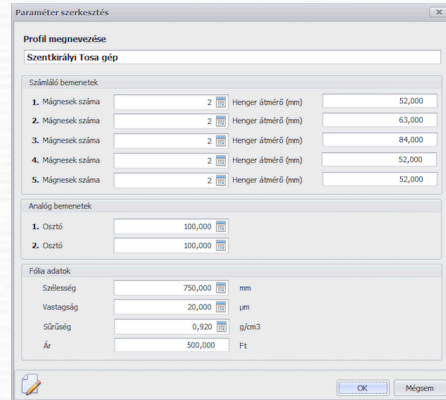 Paraméter szerkesztés
Profil megnevezése
Szentkirályi Tosa gép
Számláló bemenetek
1. Mágnesek száma 2 Henger átmérő (mm) 52,000
2. Mágnesek száma 2 Henger átmérő (mm) 63,000
3. Mágnesek száma 2 Henger átmérő (mm) 84,000
4. Mágnesek száma 2 Henger átmérő (mm) 52,000
5. Mágnesek száma 2 Henger átmérő (mm) 52,000
Analóg bemenetek
1. Osztó 100,000
2. Osztó 100,000
Fólia adatok
Szélesség 750,000 mm
Vastagság 20,000 µm
Sűrűség 0,920 g/cm3
Ár 500,000 Ft
OK Mégsem